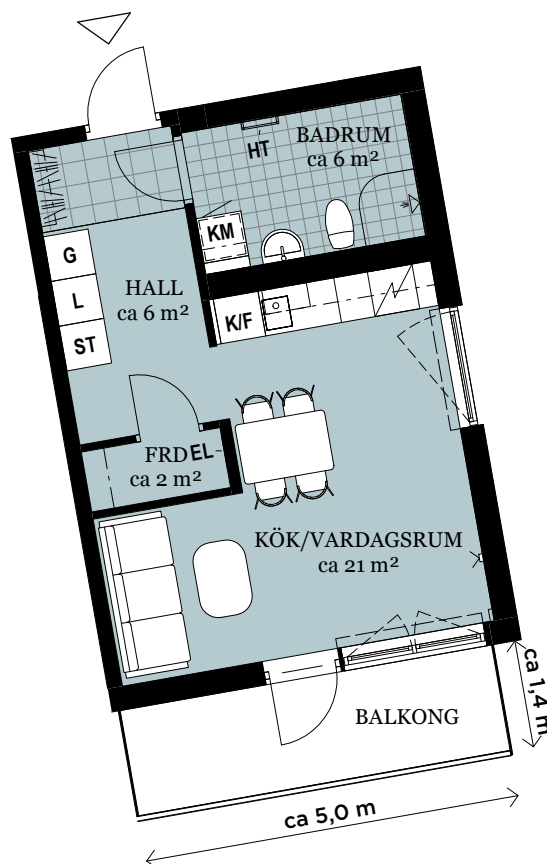 BADRUM
ca 6 m²
HT
KM
G
L
ST
HALL
ca 6 m²
K/F
FRD
EL
ca 2 m²
KÖK/VARDAGSRUM
ca 21 m²
BALKONG
ca 1,4 m
ca 5,0 m